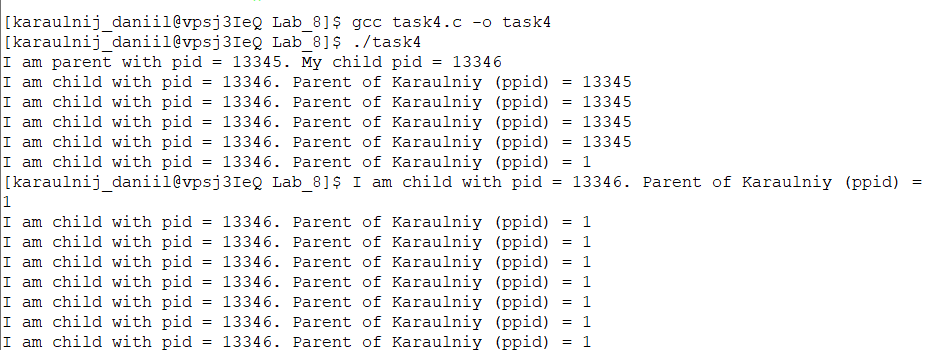 [karaulnij_daniil@vpsj3IeQ Lab_8]$ gcc task4.c -o task4
[karaulnij_daniil@vpsj3IeQ Lab_8]$ ./task4
I am parent with pid = 13345. My child pid = 13346
I am child with pid = 13346. Parent of Karaulniy (ppid) = 13345
I am child with pid = 13346. Parent of Karaulniy (ppid) = 13345
I am child with pid = 13346. Parent of Karaulniy (ppid) = 13345
I am child with pid = 13346. Parent of Karaulniy (ppid) = 13345
I am child with pid = 13346. Parent of Karaulniy (ppid) = 1
[karaulnij_daniil@vpsj3IeQ Lab_8]$ I am child with pid = 13346. Parent of Karaulniy (ppid) =
1
I am child with pid = 13346. Parent of Karaulniy (ppid) = 1
I am child with pid = 13346. Parent of Karaulniy (ppid) = 1
I am child with pid = 13346. Parent of Karaulniy (ppid) = 1
I am child with pid = 13346. Parent of Karaulniy (ppid) = 1
I am child with pid = 13346. Parent of Karaulniy (ppid) = 1
I am child with pid = 13346. Parent of Karaulniy (ppid) = 1
I am child with pid = 13346. Parent of Karaulniy (ppid) = 1